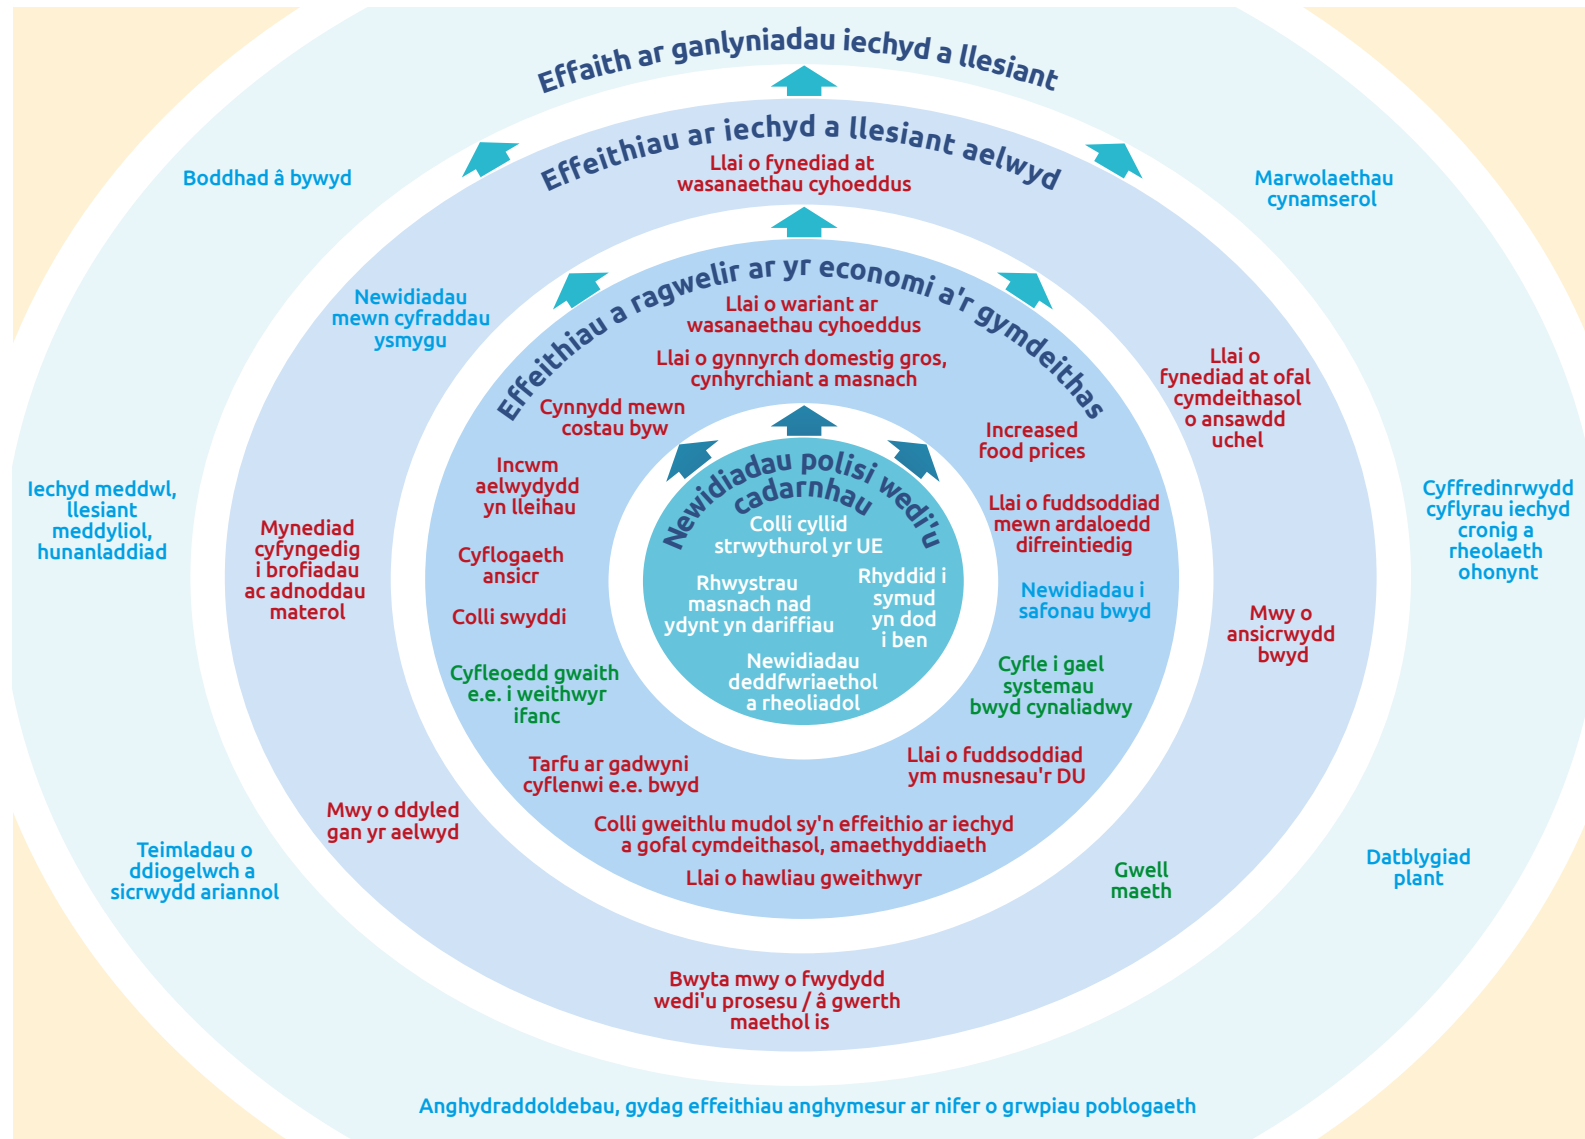 Effaith ar ganlyniadau iechyd a llesiant
Boddhad â bywyd
Marwolaethau
cynamserol
Iechyd meddwl,
llesiant
meddyliol,
hunanladdiad
Cyffredinrwydd
cyflyrau iechyd
cronig a
rheolaeth
ohonynt
Teimladau o
ddiogelwch a
sicrwydd ariannol
Datblygiad
plant
Anghydraddoldebau, gydag effeithiau anghymesur ar nifer o grwpiau poblogaeth
Effeithiau ar iechyd a llesiant aelwyd
Llai o fynediad at
wasanaethau cyhoeddus
Newidiadau
mewn cyfraddau
ysmygu
Llai o
fynediad at ofal
cymdeithasol
o ansawdd
uchel
Mynediad
cyfyngedig
i brofiadau
ac adnoddau
materol
Mwy o
ansicrwydd
bwyd
Mwy o ddyled
gan yr aelwyd
Gwell
maeth
Bwyta mwy o fwydydd
wedi'u prosesu / â gwerth
maethol is
Effeithiau a ragwelir ar yr economi a'r gymdeithas
Llai o wariant ar
wasanaethau cyhoeddus
Llai o gynnyrch domestig gros,
cynhyrchiant a masnach
Cynnydd mewn
costau byw
Increased
food prices
Incwm
aelwydydd
yn lleihau
Llai o fuddsoddiad
mewn ardaloedd
difreintiedig
Cyflogaeth
ansicr
Newidiadau i
safonau bwyd
Colli swyddi
Cyfleoedd gwaith
e.e. i weithwyr
ifanc
Cyfle i gael
systemau
bwyd cynaliadwy
Tarfu ar gadwyni
cyflenwi e.e. bwyd
Llai o fuddsoddiad
ym musnesau'r DU
Colli gweithlu mudol sy'n effeithio ar iechyd
a gofal cymdeithasol, amaethyddiaeth
Llai o hawliau gweithwyr
Newidiadau polisi wedi'u
cadarnhau
Colli cyllid
strwythurol yr UE
Rhwystrau
masnach nad
ydynt yn dariffiau
Rhyddid i
symud
yn dod
i ben
Newidiadau
deddfwriaethol
a rheoliadol